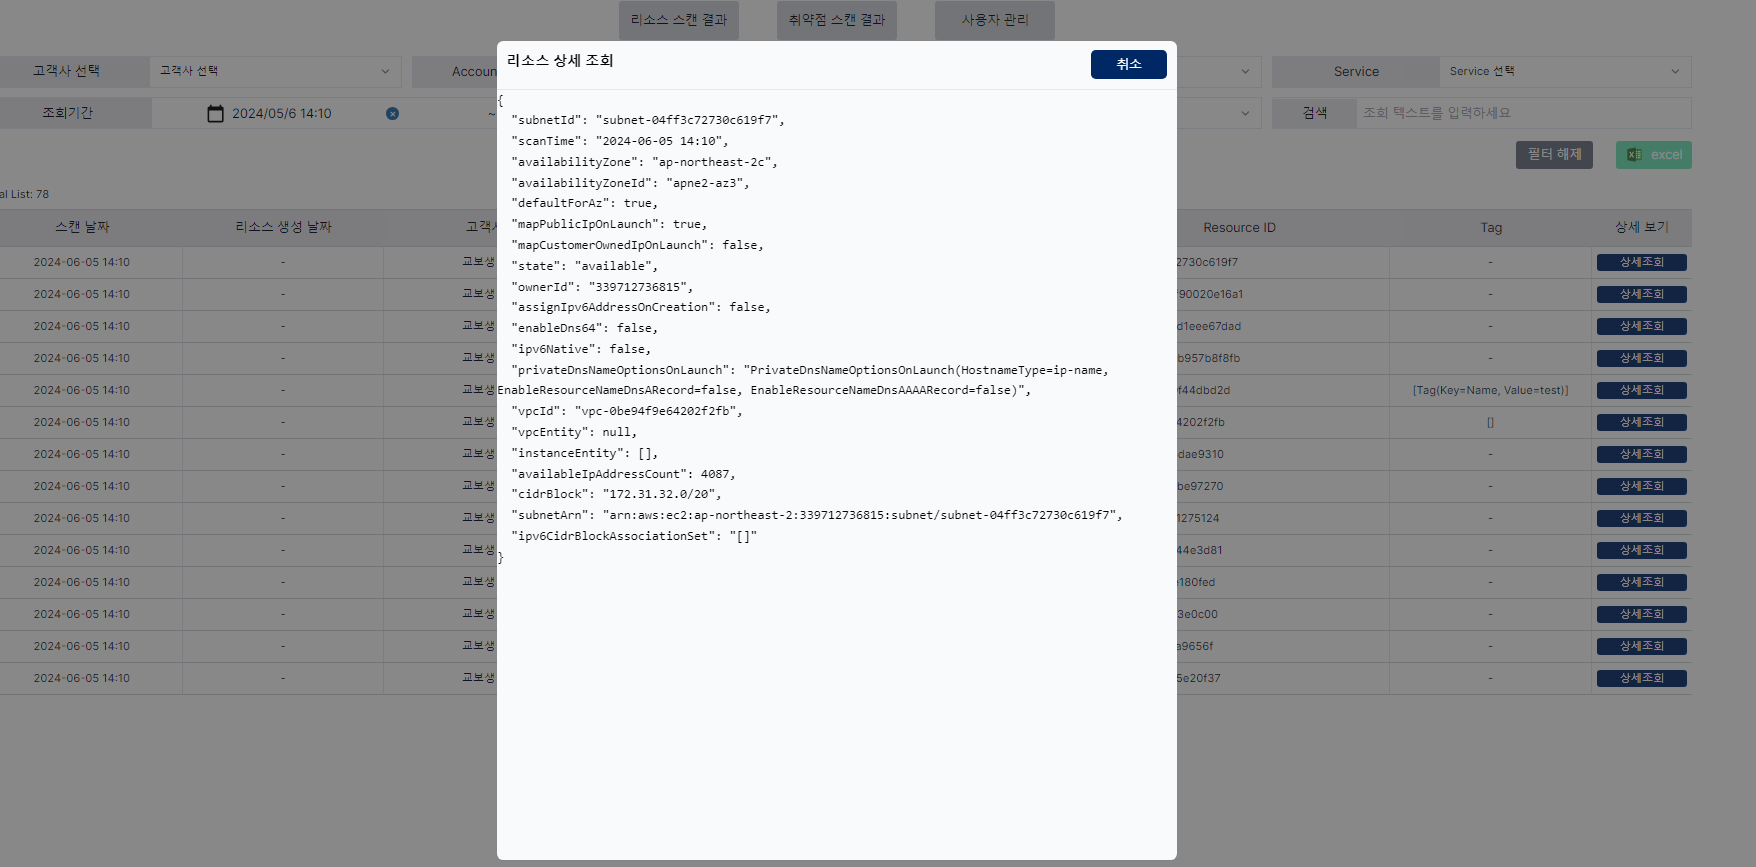 리소스 스캔 결과 취약점 스캔 결과 사용자 관리
리소스 상세 조회 취소
고객사 선택 고객사 선택 Accoun Service Service 선택
조회기간 2024/05/6 14:10 ~ 검색 조회 텍스트를 입력하세요
필터 해제 excel
al List: 78
스캔 날짜 리소스 생성 날짜 고객사 Resource ID Tag 상세 보기
2024-06-05 14:10 - 교보생 2730c619f7 - 상세조회
2024-06-05 14:10 - 교보생 f90020e16a1 - 상세조회
2024-06-05 14:10 - 교보생 d1eee67dad - 상세조회
2024-06-05 14:10 - 교보생 b957b8f8fb - 상세조회
2024-06-05 14:10 - 교보생 f44dbd2d [Tag(Key=Name, Value=test)] 상세조회
2024-06-05 14:10 - 교보생 4202f2fb [] 상세조회
2024-06-05 14:10 - 교보생 dae9310 - 상세조회
2024-06-05 14:10 - 교보생 be97270 - 상세조회
2024-06-05 14:10 - 교보생 1275124 - 상세조회
2024-06-05 14:10 - 교보생 44e3d81 - 상세조회
2024-06-05 14:10 - 교보생 e180fed - 상세조회
2024-06-05 14:10 - 교보생 3e0c00 - 상세조회
2024-06-05 14:10 - 교보생 a9656f - 상세조회
2024-06-05 14:10 - 교보생 5e20f37 - 상세조회
{
"subnetId": "subnet-04ff3c72730c619f7",
"scanTime": "2024-06-05 14:10",
"availabilityZone": "ap-northeast-2c",
"availabilityZoneId": "apne2-az3",
"defaultForAz": true,
"mapPublicIpOnLaunch": true,
"mapCustomerOwnedIpOnLaunch": false,
"state": "available",
"ownerId": "339712736815",
"assignIpv6AddressOnCreation": false,
"enableDns64": false,
"ipv6Native": false,
"privateDnsNameOptionsOnLaunch": "PrivateDnsNameOptionsOnLaunch(HostnameType=ip-name,
EnableResourceNameDnsARecord=false, EnableResourceNameDnsAAAARecord=false)",
"vpcId": "vpc-0be94f9e64202f2fb",
"vpcEntity": null,
"instanceEntity": [],
"availableIpAddressCount": 4087,
"cidrBlock": "172.31.32.0/20",
"subnetArn": "arn:aws:ec2:ap-northeast-2:339712736815:subnet/subnet-04ff3c72730c619f7",
"ipv6CidrBlockAssociationSet": "[]"
}